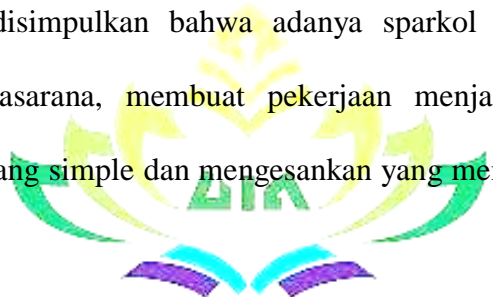 disimpulkan bahwa adanya sparkol
asarana, membuat pekerjaan menja
ang simple dan mengesankan yang me